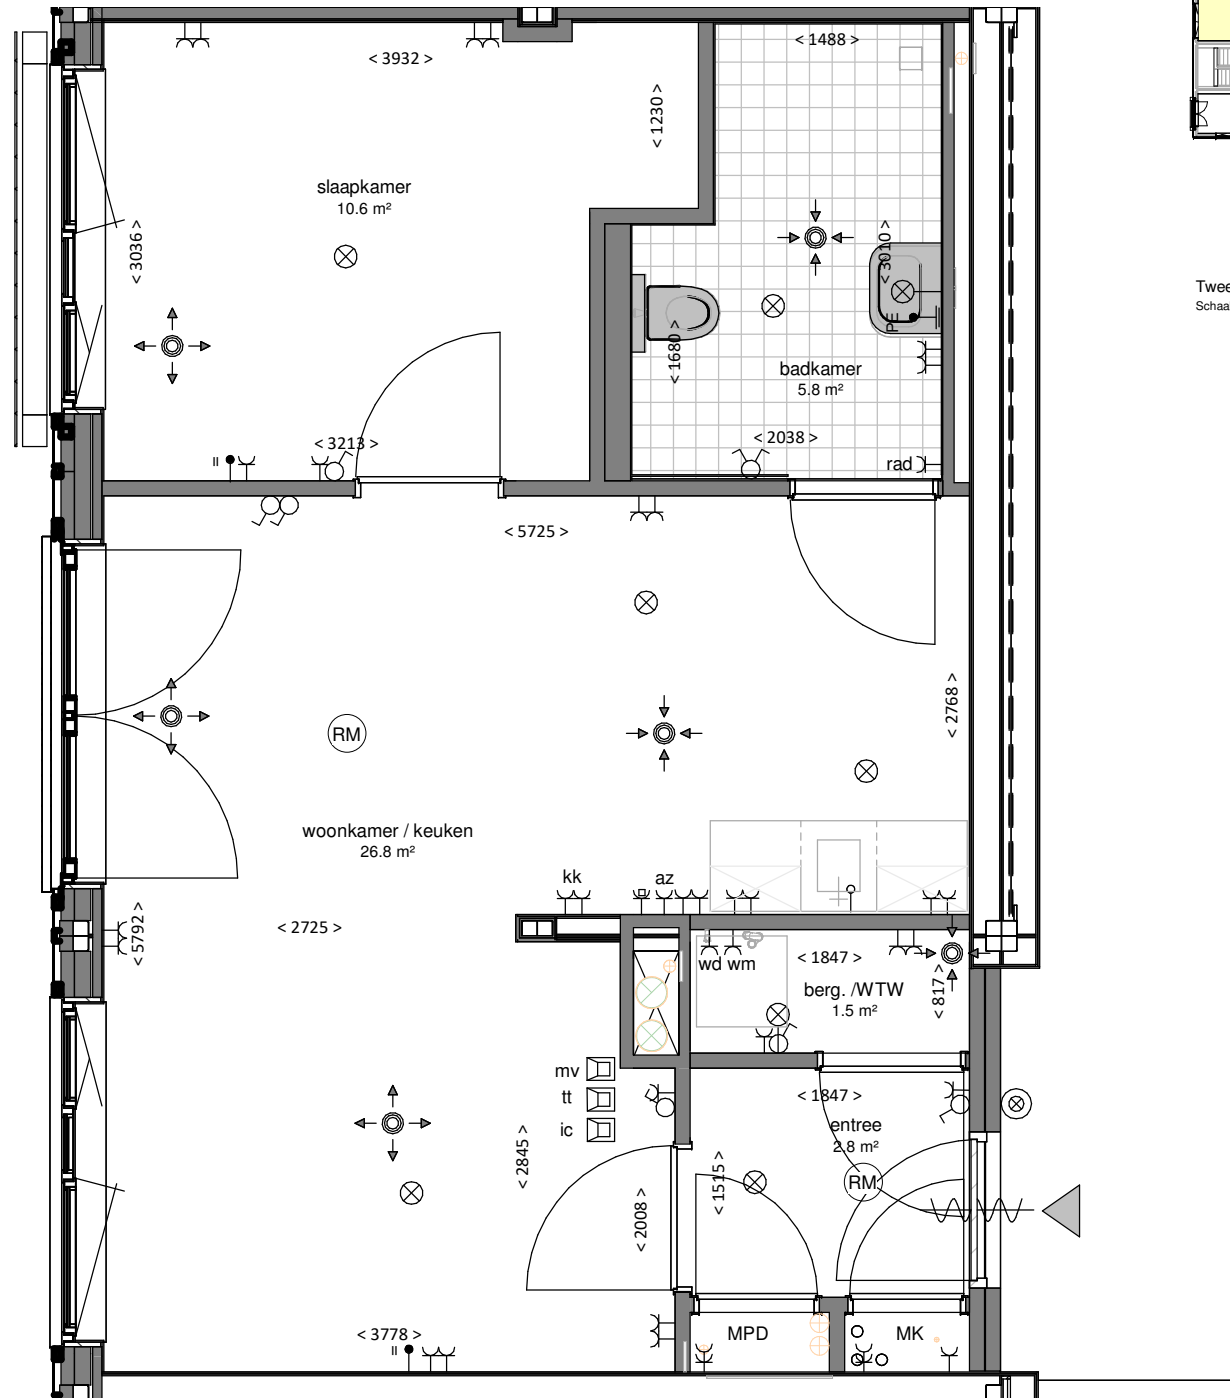 < 3932 >
< 1488 >
< 1230 >
slaapkamer
10.6 m²
< 3036 >
< 3010 >
PE
< 1680 >
badkamer
5.8 m²
< 3213 >
< 2038 >
rad
II
< 5725 >
< 2768 >
RM
woonkamer / keuken
26.8 m²
kk
az
< 5792 >
< 2725 >
wd wm
< 1847 >
berg. /WTW
1.5 m²
< 817 >
mv
tt
ic
< 1847 >
entree
2.8 m²
< 2845 >
< 1515 >
RM
< 2008 >
< 3778 >
II
MPD
MK
Twee
Schaa